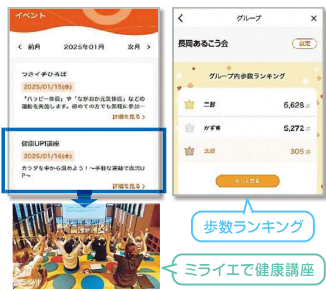 イベント
前月
2025年01月
次月
つきイチひろば
2025/01/15(水)
「ハッピー体操」や「ながおか元気体操」などの
運動を実施します。初めての方でも気軽に参加…
詳細を見る
健康UP!講座
2025/01/16(木)
カラダを中から温めよう！～手軽な運動で血流U
P～
詳細を見る
グループ
長岡あるこう会
設定
グループ内歩数ランキング
二郎
5,628 歩
かず実
5,272 歩
太郎
305 歩
もっと見る
歩数ランキング
ミライエで健康講座